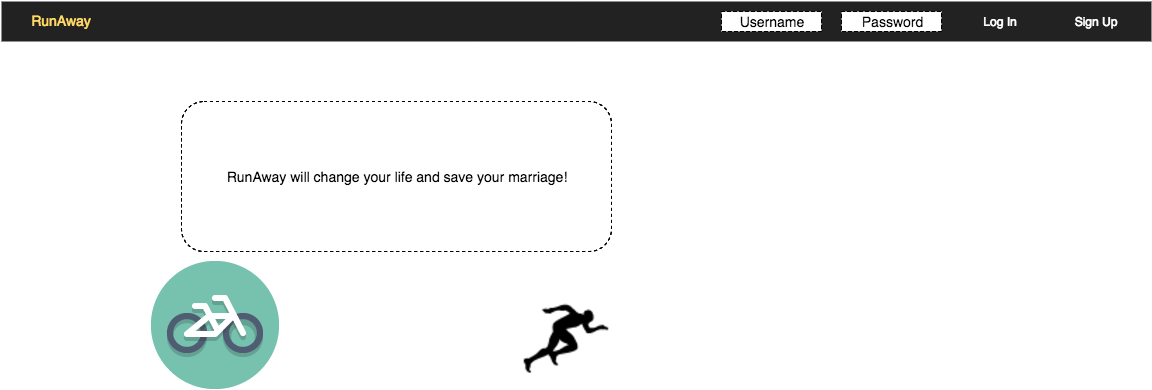 RunAway
Username
Password
Log In
Sign Up
RunAway will change your life and save your marriage!